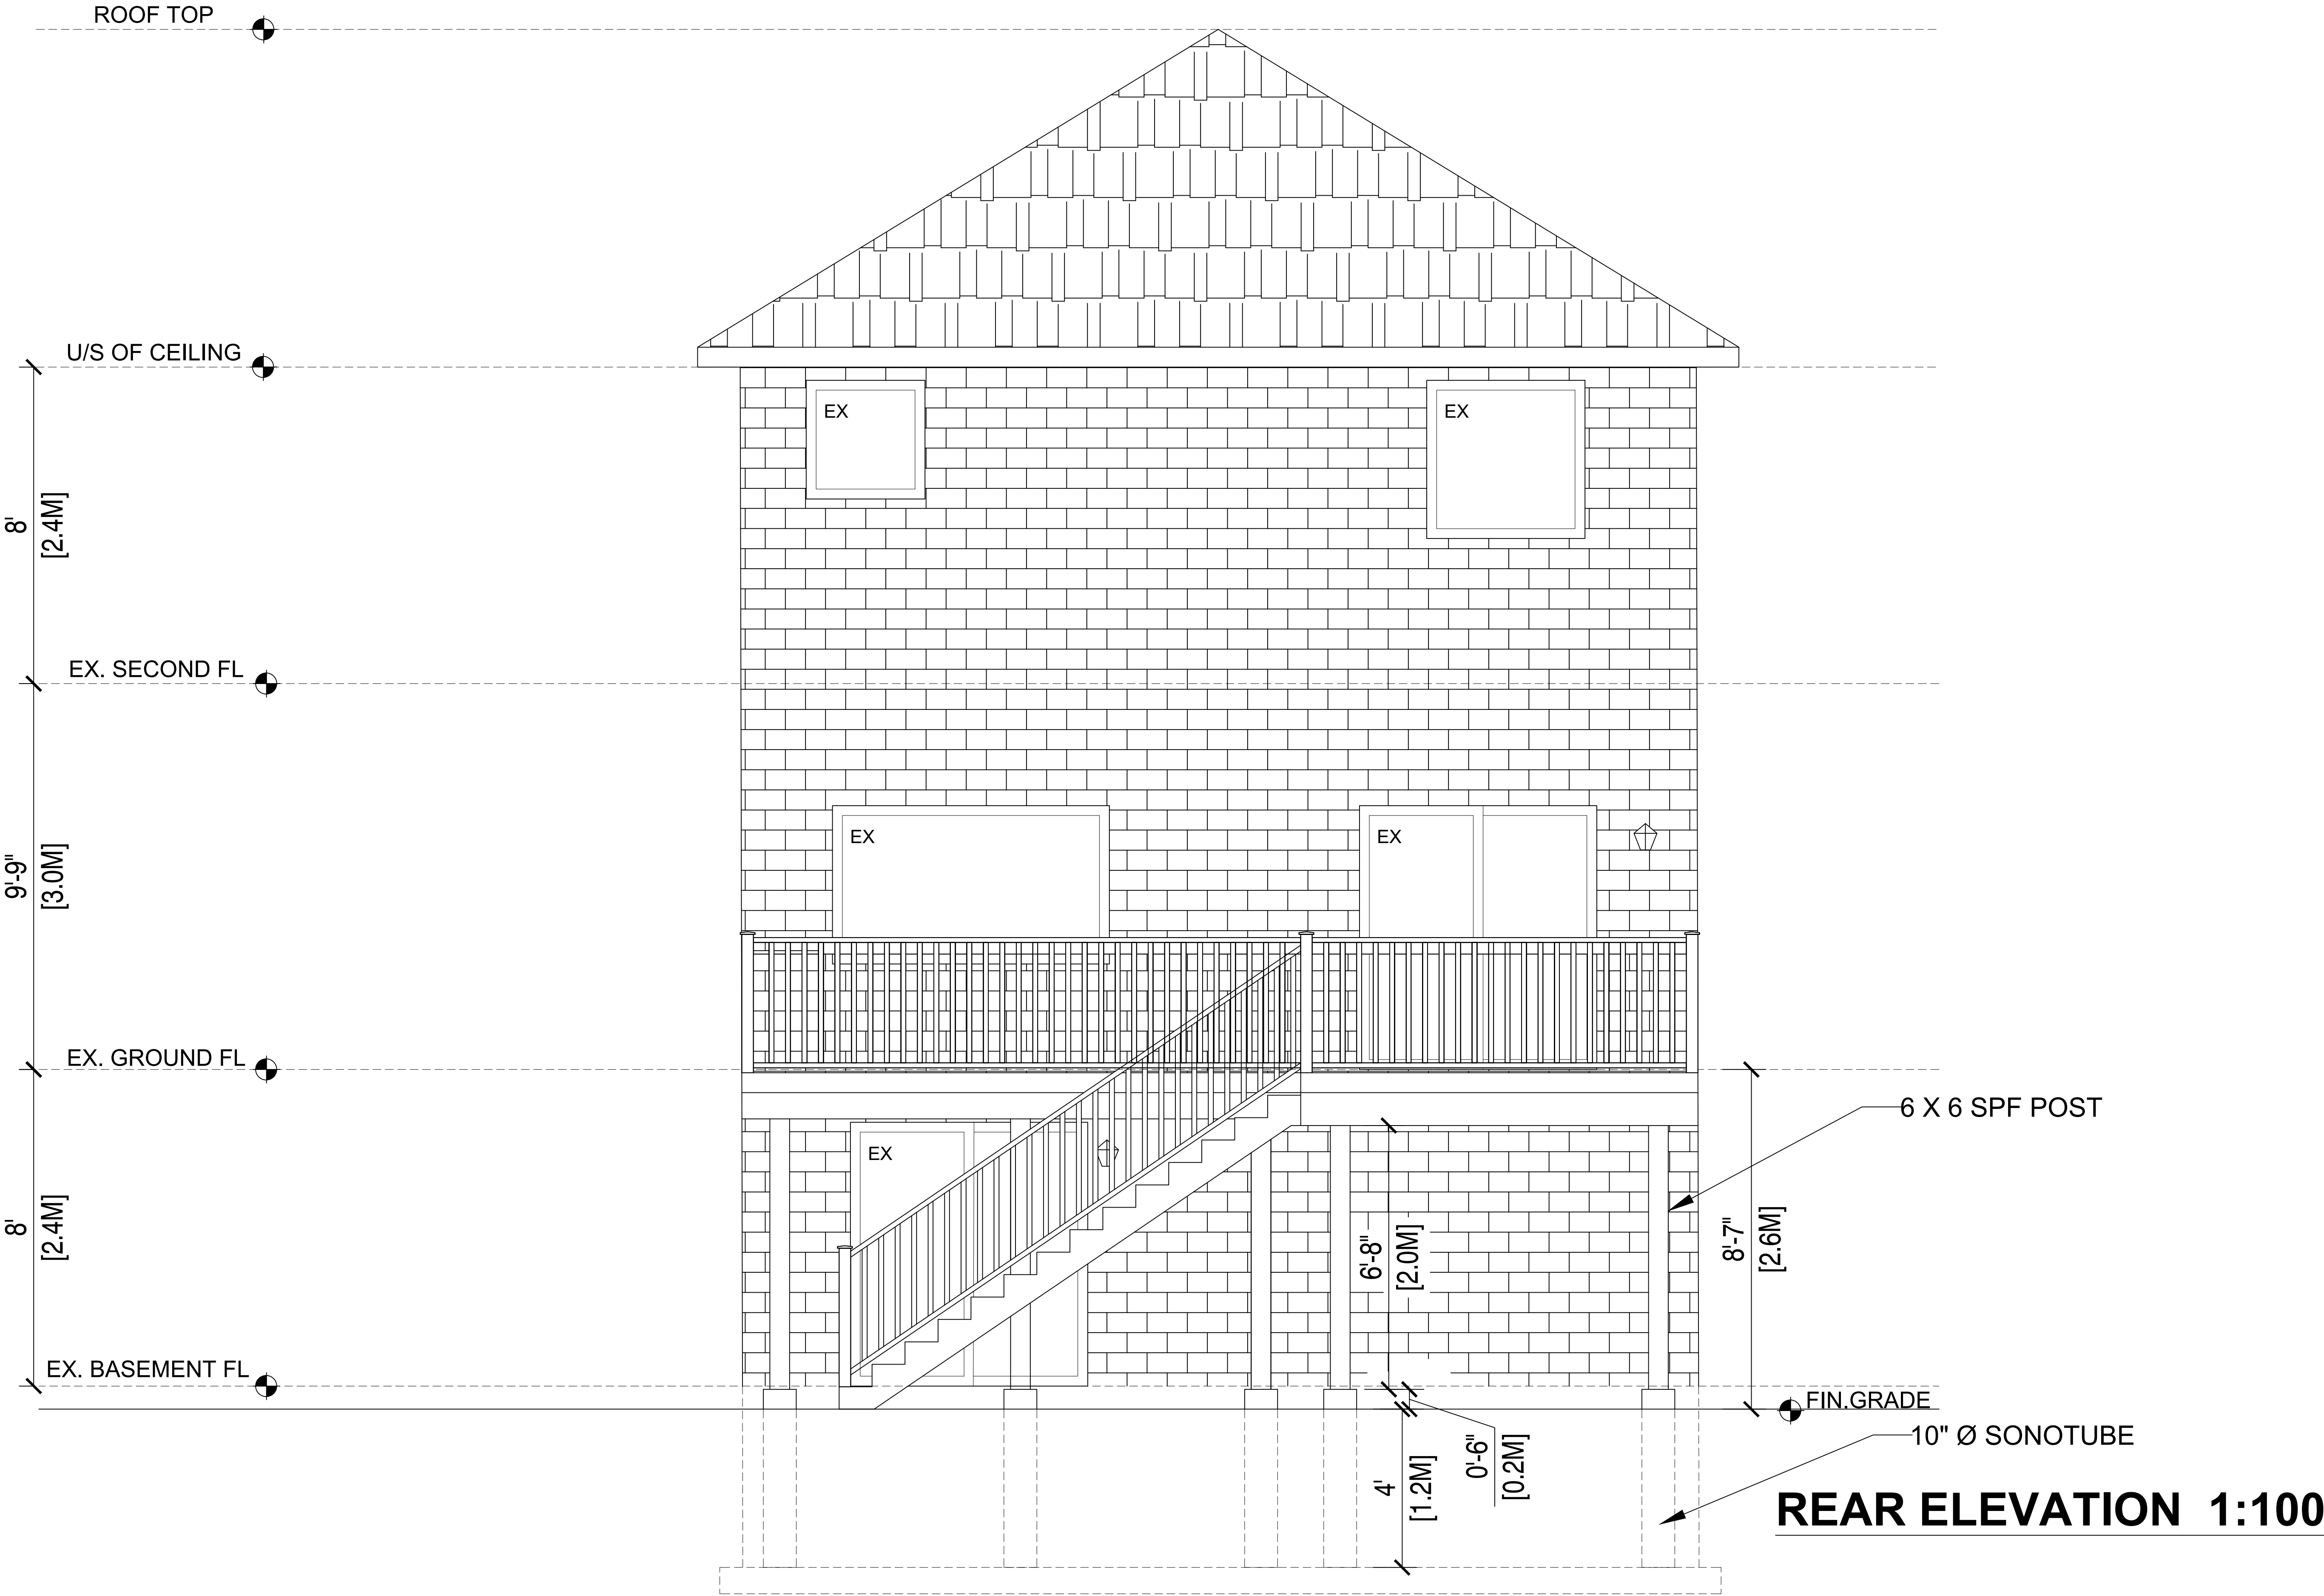 ROOF TOP
U/S OF CEILING
EX
EX
8'
[2.4M]
EX. SECOND FL
EX
EX
9'-9"
[3.0M]
EX. GROUND FL
6 X 6 SPF POST
EX
8'
[2.4M]
6'-8"
[2.0M]
8'-7"
[2.6M]
EX. BASEMENT FL
FIN.GRADE
10" Ø SONOTUBE
0'-6"
[0.2M]
4'
[1.2M]
REAR ELEVATION 1:100